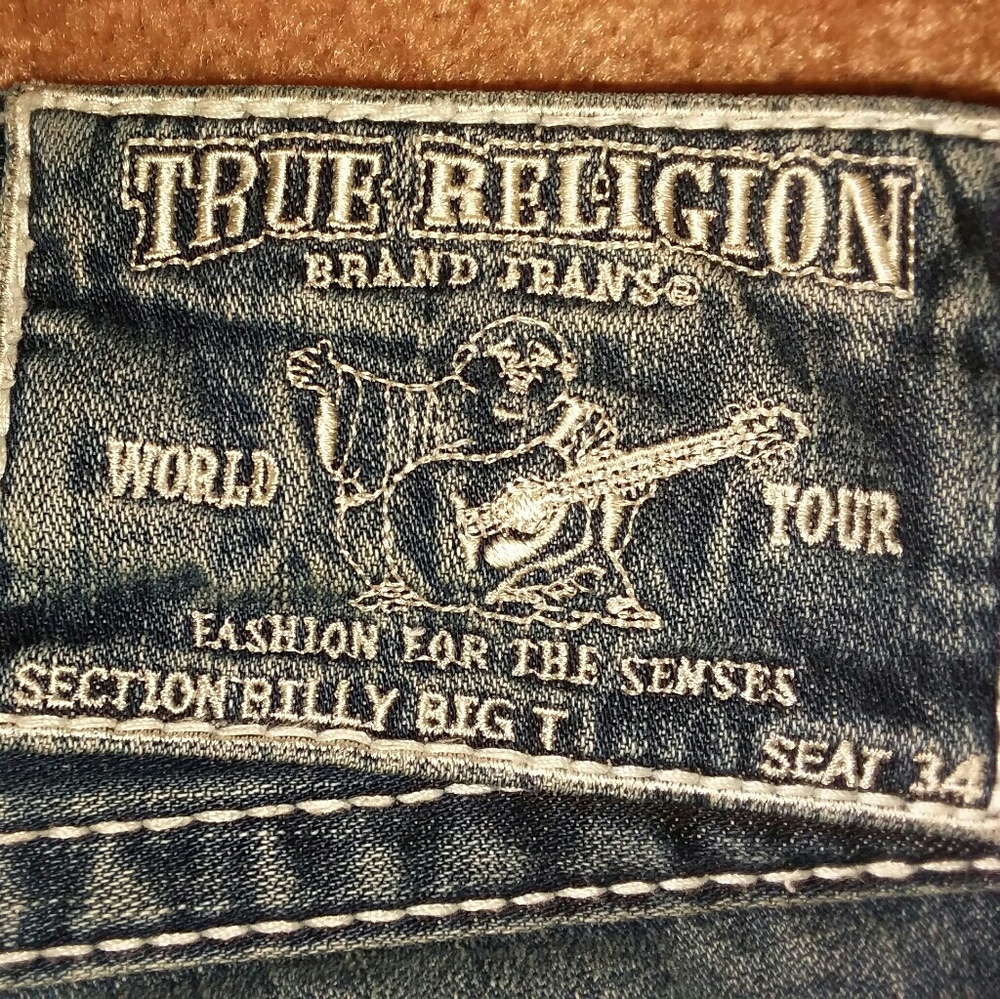 TRUE RELIGION
BRAND JEANS®
WORLD TOUR
FASHION FOR THE SENSES
SECTION BILLY BIG T
SEAT 34